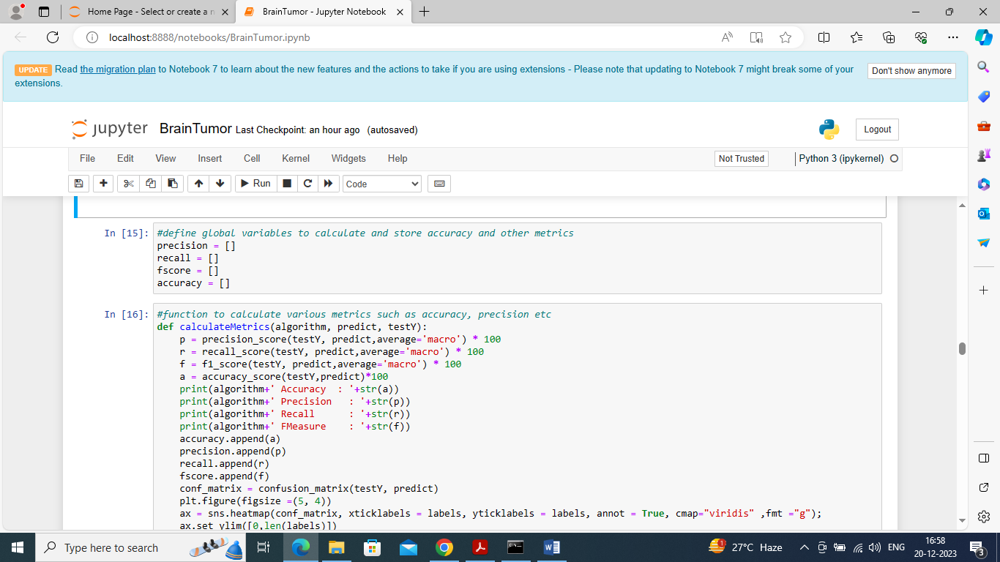 Home Page - Select or create a n
BrainTumor - Jupyter Notebook
localhost:8888/notebooks/BrainTumor.ipynb
UPDATE Read the migration plan to Notebook 7 to learn about the new features and the actions to take if you are using extensions - Please note that updating to Notebook 7 might break some of your
extensions.
Don't show anymore
jupyter BrainTumor Last Checkpoint: an hour ago (autosaved)
Logout
File Edit View Insert Cell Kernel Widgets Help
Not Trusted
Python 3 (ipykernel)
Run
Code
In [15]: #define global variables to calculate and store accuracy and other metrics
precision = []
recall = []
fscore = []
accuracy = []
In [16]: #function to calculate various metrics such as accuracy, precision etc
def calculateMetrics(algorithm, predict, testY):
    p = precision_score(testY, predict,average='macro') * 100
    r = recall_score(testY, predict,average='macro') * 100
    f = f1_score(testY, predict,average='macro') * 100
    a = accuracy_score(testY,predict)*100
    print(algorithm+' Accuracy  : '+str(a))
    print(algorithm+' Precision   : '+str(p))
    print(algorithm+' Recall      : '+str(r))
    print(algorithm+' FMeasure    : '+str(f))
    accuracy.append(a)
    precision.append(p)
    recall.append(r)
    fscore.append(f)
    conf_matrix = confusion_matrix(testY, predict)
    plt.figure(figsize =(5, 4))
    ax = sns.heatmap(conf_matrix, xticklabels = labels, yticklabels = labels, annot = True, cmap="viridis" ,fmt ="g");
    ax.set_ylim([0,len(labels)])
Type here to search
1
27°C Haze
ENG
16:58
20-12-2023
3